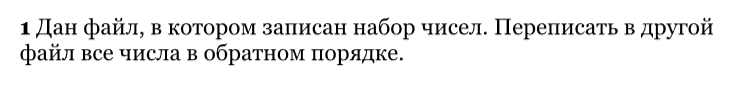 1 Дан файл, в котором записан набор чисел. Переписать в другой
файл все числа в обратном порядке.